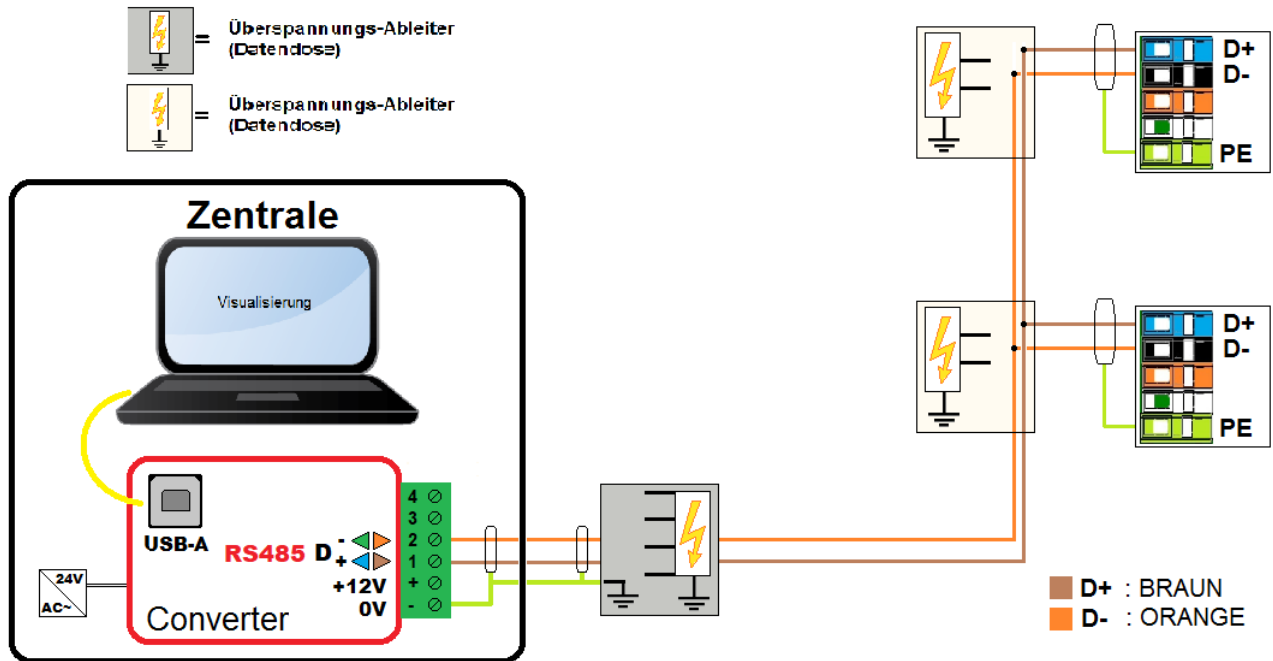 = Überspannungs-Ableiter
(Datendose)
= Überspannungs-Ableiter
(Datendose)
D+
D-
PE
Zentrale
Visualisierung
D+
D-
PE
USB-A
RS485 D - +
+12V
0V
4
3
2
1
+
-
24V
AC~
Converter
D+ : BRAUN
D- : ORANGE